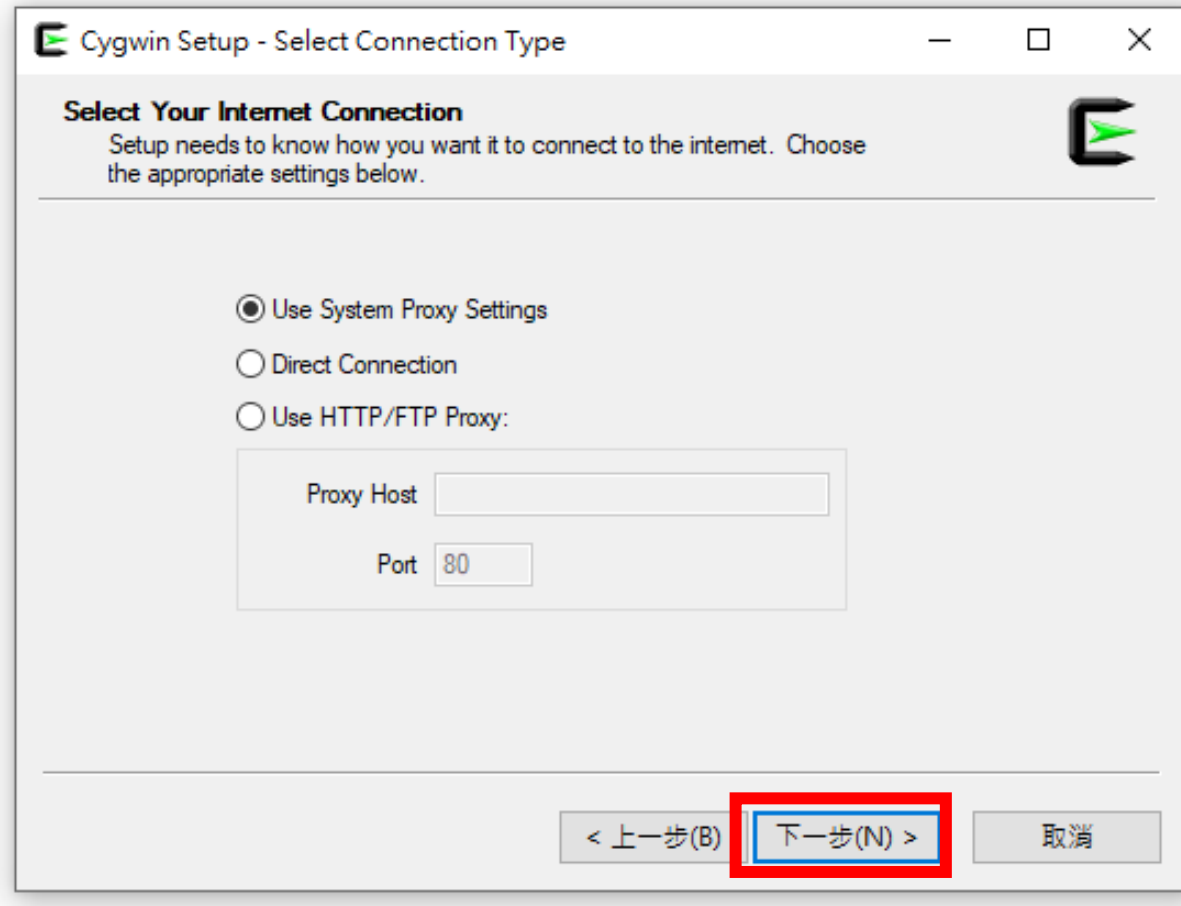 Cygwin Setup - Select Connection Type
Select Your Internet Connection
Setup needs to know how you want it to connect to the internet.  Choose
the appropriate settings below.
Use System Proxy Settings
Direct Connection
Use HTTP/FTP Proxy:
Proxy Host
Port 80
< 上一步(B) 下一步(N) > 取消